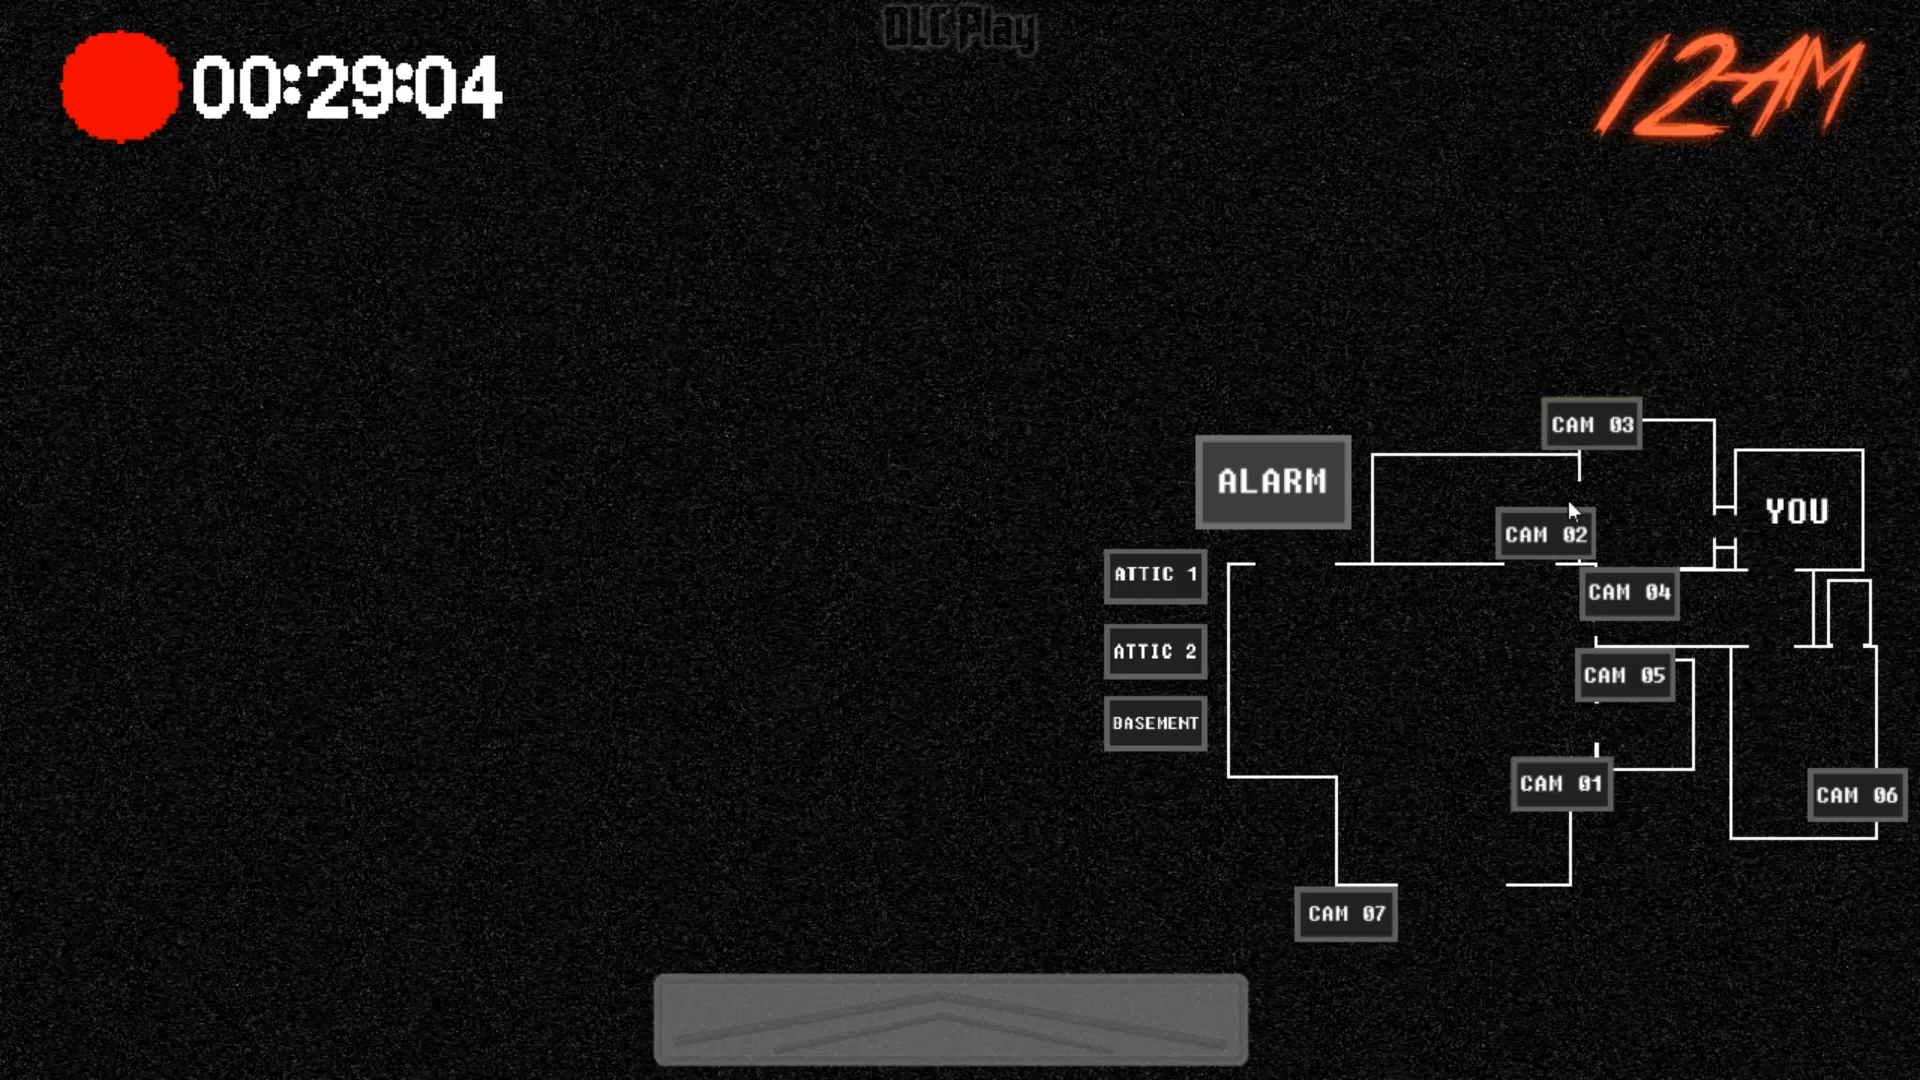 DLC Play
00:29:04
12AM
CAM 03
ALARM
YOU
CAM 02
ATTIC 1
CAM 04
ATTIC 2
CAM 05
BASEMENT
CAM 01
CAM 06
CAM 07